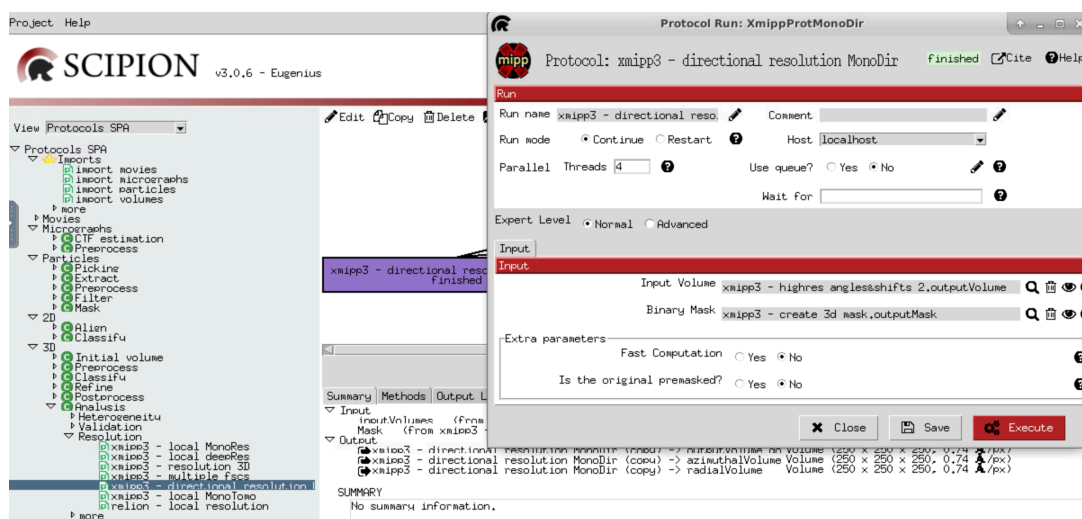 Project Help
SCIPION v3.0.6 - Eugenius
View Protocols SPA
Protocols SPA
Imports
import movies
import micrographs
import particles
import volumes
more
Movies
Micrographs
CTF estimation
Preprocess
Particles
Picking
Extract
Preprocess
Filter
Mask
2D
Align
Classify
3D
Initial volume
Preprocess
Classify
Refine
Postprocess
Analysis
Heterogeneity
Validation
Resolution
xmipp3 - local MonoRes
xmipp3 - local deepRes
xmipp3 - resolution 3D
xmipp3 - multiple fscs
xmipp3 - directional resolution
xmipp3 - local MonoTomo
relion - local resolution
more
Edit Copy Delete
xmipp3 - directional reso
finished
Summary Methods Output L
Input
inputVolumes (from
Mask (from xmipp3 -
Output
xmipp3 - directional resolution MonoDir (copy) -> Volume (250 x 250 x 250, 0.74 Å/px)
xmipp3 - directional resolution MonoDir (copy) -> azimuthalVolume Volume (250 x 250 x 250, 0.74 Å/px)
xmipp3 - directional resolution MonoDir (copy) -> radialVolume Volume (250 x 250 x 250, 0.74 Å/px)
SUMMARY
No summary information.
Protocol Run: XmippProtMonoDir
mipp Protocol: xmipp3 - directional resolution MonoDir finished Cite Help
Run
Run name xmipp3 - directional reso. Comment
Run mode Continue Restart Host localhost
Parallel Threads 4 Use queue? Yes No
Wait for
Expert Level Normal Advanced
Input
Input
Input Volume xmipp3 - highres angles&shifts 2.outputVolume
Binary Mask xmipp3 - create 3d mask.outputMask
Extra parameters
Fast Computation Yes No
Is the original premasked? Yes No
Close Save Execute